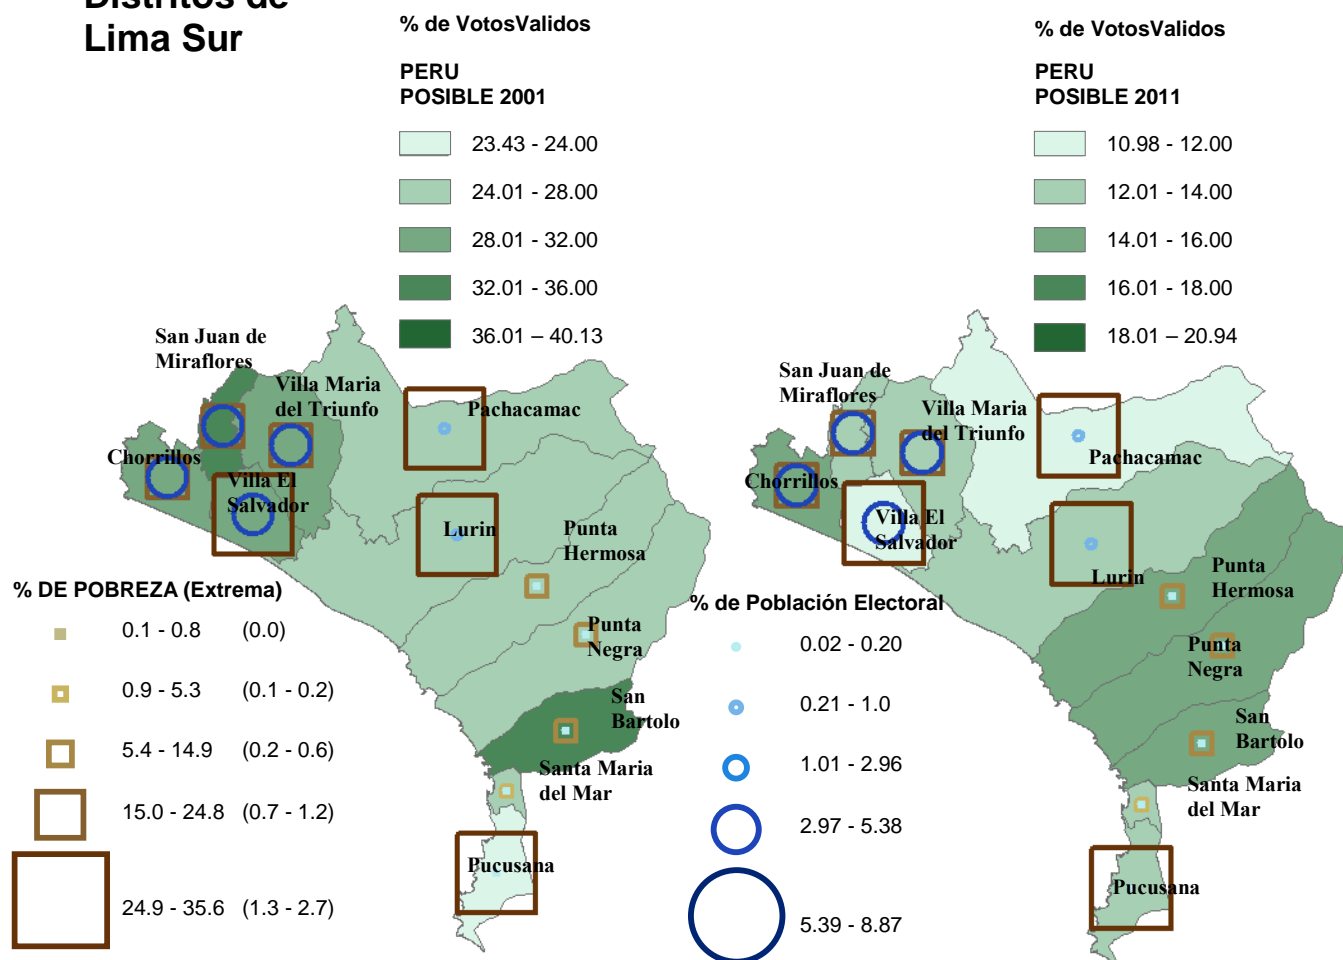 Distritos de
Lima Sur
% de VotosValidos
PERU
POSIBLE 2001
23.43 - 24.00
24.01 - 28.00
28.01 - 32.00
32.01 - 36.00
36.01 – 40.13
% de VotosValidos
PERU
POSIBLE 2011
10.98 - 12.00
12.01 - 14.00
14.01 - 16.00
16.01 - 18.00
18.01 – 20.94
San Juan de
Miraflores
Villa Maria
del Triunfo
Pachacamac
Chorrillos
Villa El
Salvador
Lurin
Punta
Hermosa
Punta
Negra
San
Bartolo
Santa Maria
del Mar
Pucusana
San Juan de
Miraflores
Villa Maria
del Triunfo
Pachacamac
Chorrillos
Villa El
Salvador
Lurin
Punta
Hermosa
Punta
Negra
San
Bartolo
Santa Maria
del Mar
Pucusana
% DE POBREZA (Extrema)
0.1 - 0.8 (0.0)
0.9 - 5.3 (0.1 - 0.2)
5.4 - 14.9 (0.2 - 0.6)
15.0 - 24.8 (0.7 - 1.2)
24.9 - 35.6 (1.3 - 2.7)
% de Población Electoral
0.02 - 0.20
0.21 - 1.0
1.01 - 2.96
2.97 - 5.38
5.39 - 8.87